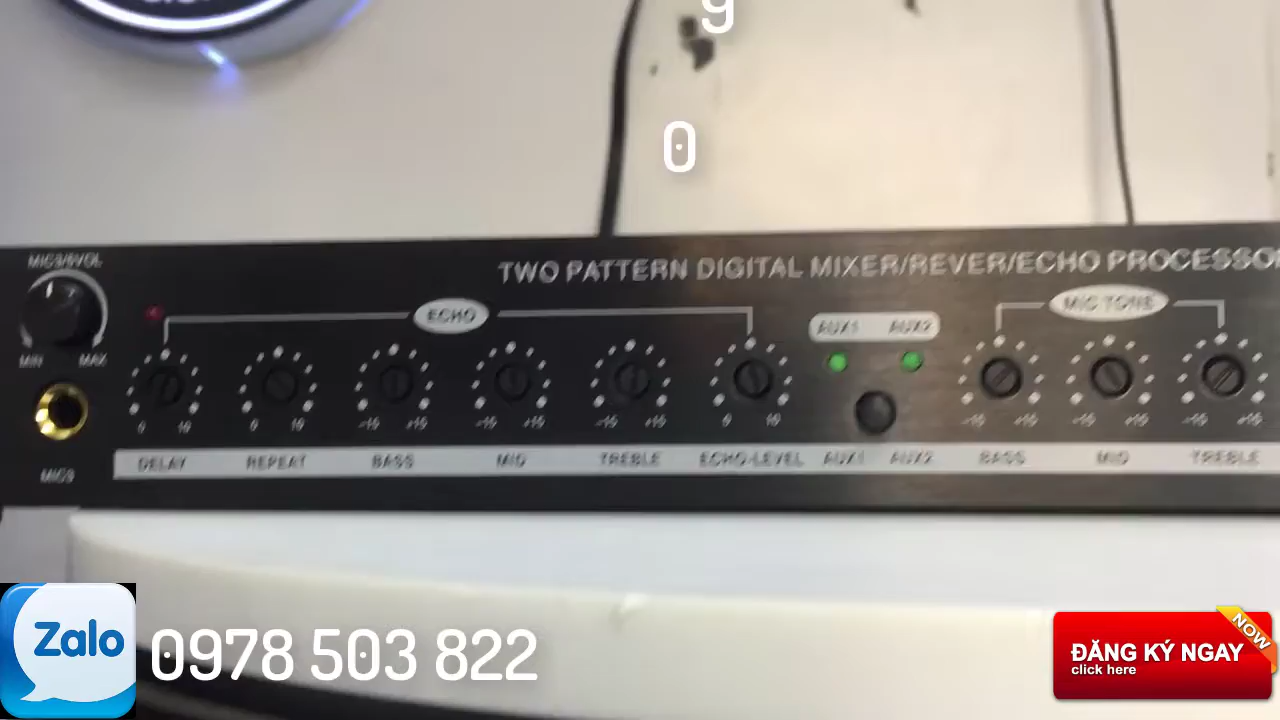 9
0
MIC3/6VOL
TWO PATTERN DIGITAL MIXER/REVER/ECHO PROCESSOR
ECHO
AUX1 AUX2
MIC TONE
MIN MAX
0 10 0 10 -15 +15 -15 +15 -15 +15 0 10 -15 +15 -15 +15 -15 +15
DELAY REPEAT BASS MID TREBLE ECHO-LEVEL AUX1 AUX2 BASS MID TREBLE
MIC3
Zalo
0978 503 822
ĐĂNG KÝ NGAY
click here
NOW